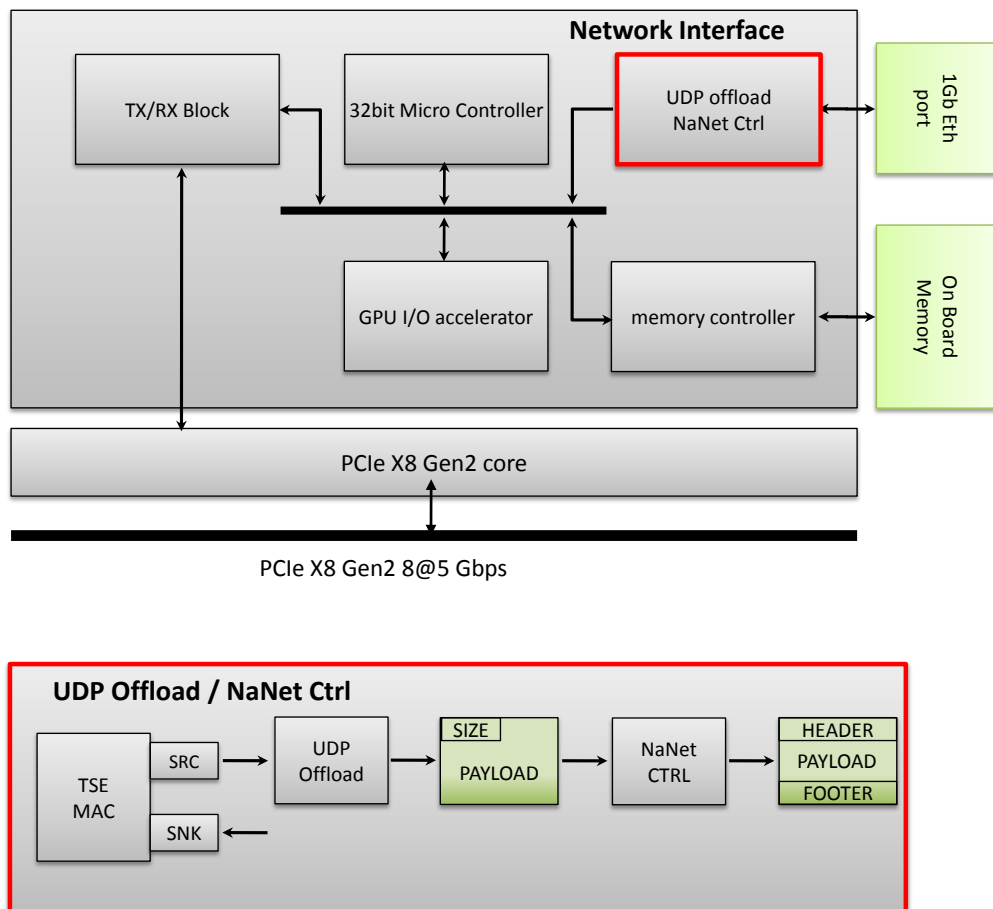 Network Interface
TX/RX Block
32bit Micro Controller
UDP offload
NaNet Ctrl
1Gb Eth
port
GPU I/O accelerator
memory controller
On Board
Memory
PCIe X8 Gen2 core
PCIe X8 Gen2 8@5 Gbps
UDP Offload / NaNet Ctrl
TSE
MAC
SRC
SNK
UDP
Offload
SIZE
PAYLOAD
NaNet
CTRL
HEADER
PAYLOAD
FOOTER